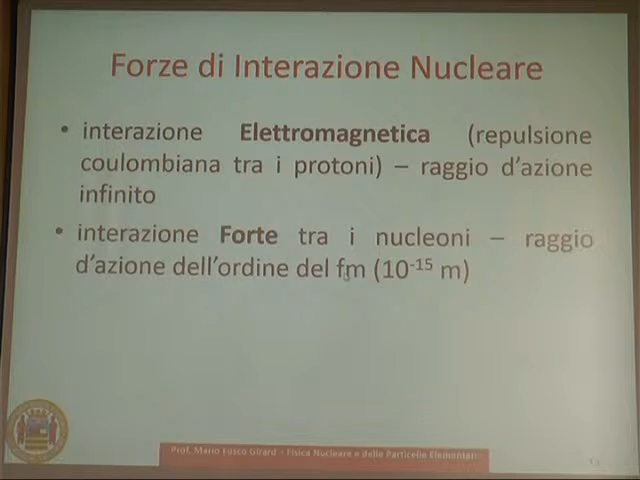 Forze di Interazione Nucleare
• interazione Elettromagnetica (repulsione
coulombiana tra i protoni) – raggio d'azione
infinito
• interazione Forte tra i nucleoni – raggio
d'azione dell'ordine del fm (10⁻¹⁵ m)
Prof. Mario Fusco Girard - Fisica Nucleare e delle Particelle Elementari